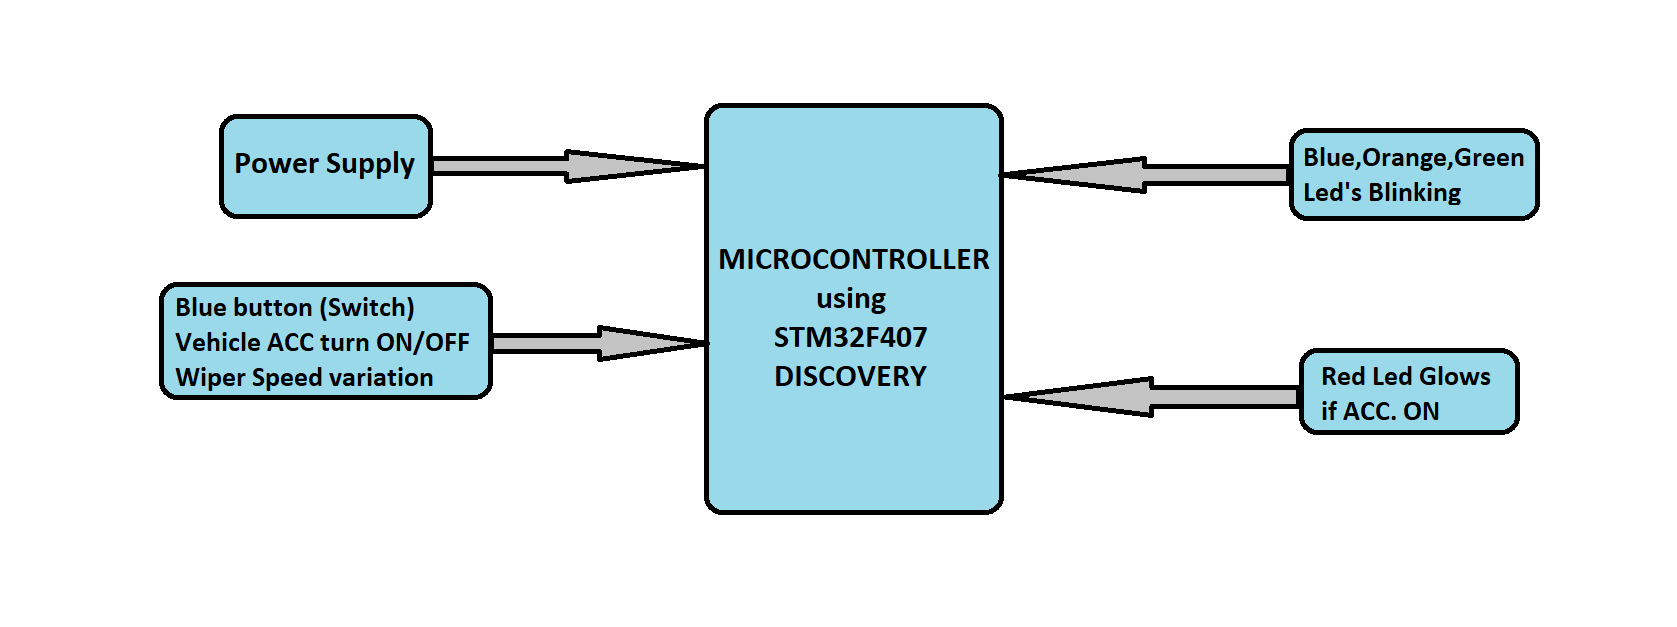 Power Supply
Blue button (Switch)
Vehicle ACC turn ON/OFF
Wiper Speed variation
MICROCONTROLLER
using
STM32F407
DISCOVERY
Blue,Orange,Green
Led's Blinking
Red Led Glows
if ACC. ON